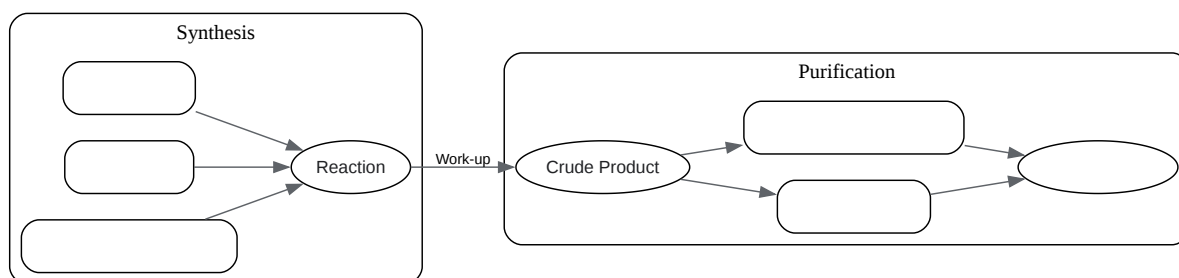 Synthesis
Reaction
Work-up
Purification
Crude Product